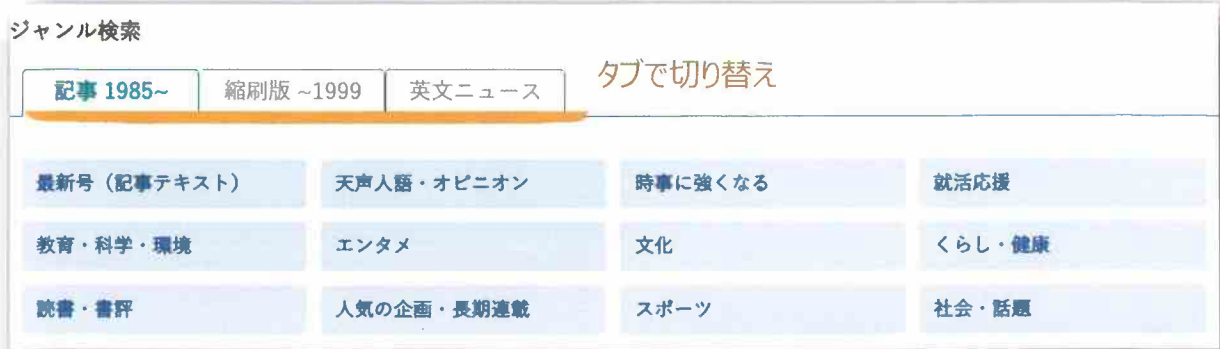 ジャンル検索
記事 1985~ 縮刷版 ~1999 英文ニュース タブで切り替え
最新号（記事テキスト） 天声人語・オピニオン 時事に強くなる 就活応援
教育・科学・環境 エンタメ 文化 くらし・健康
読書・書評 人気の企画・長期連載 スポーツ 社会・話題